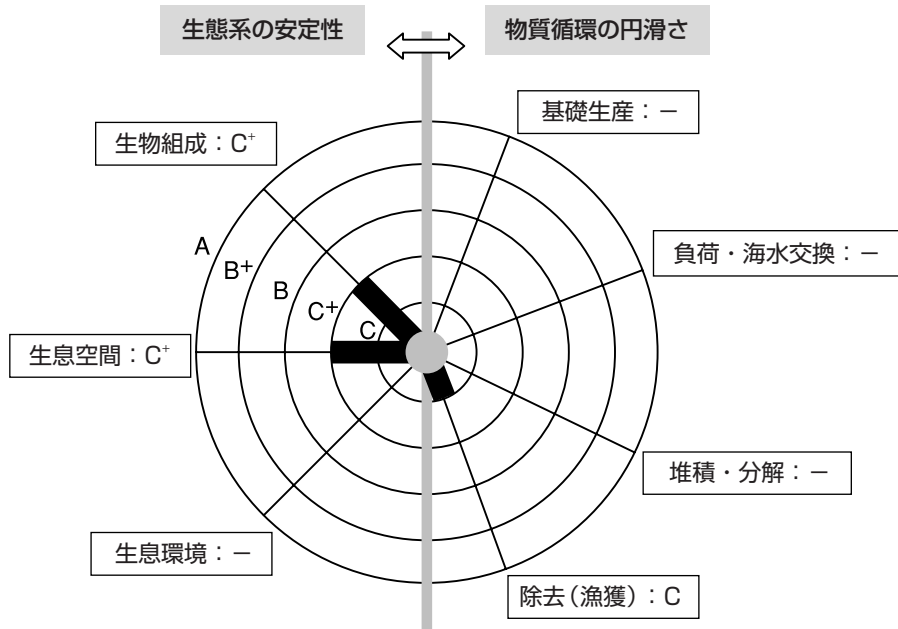 生態系の安定性
物質循環の円滑さ
基礎生産：－
生物組成：C⁺
負荷・海水交換：－
A
B+
B
C+
C
生息空間：C⁺
堆積・分解：－
生息環境：－
除去（漁獲）：C